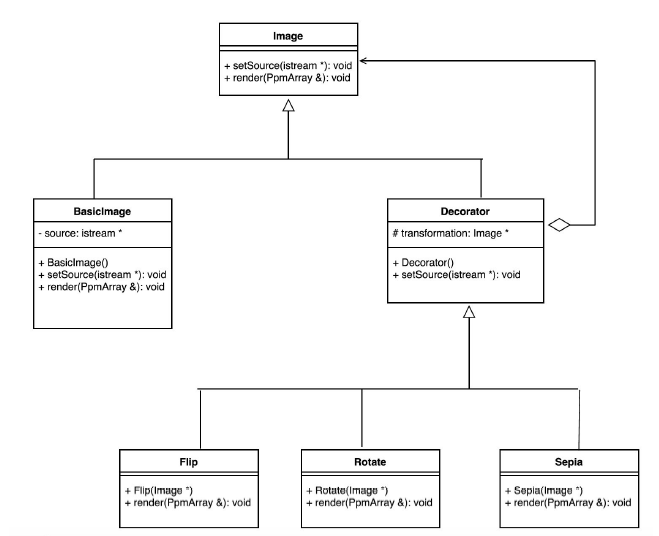 Image
+ setSource(istream *): void
+ render(PpmArray &): void
BasicImage
- source: istream *
+ BasicImage()
+ setSource(istream *): void
+ render(PpmArray &): void
Decorator
# transformation: Image *
+ Decorator()
+ setSource(istream *): void
Flip
+ Flip(Image *)
+ render(PpmArray &): void
Rotate
+ Rotate(Image *)
+ render(PpmArray &): void
Sepia
+ Sepia(Image *)
+ render(PpmArray &): void